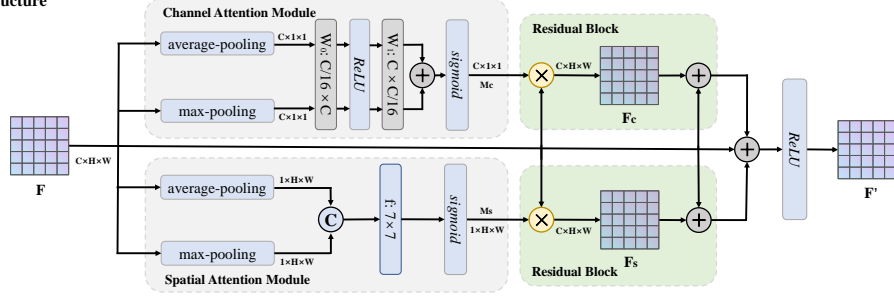 ucture
Channel Attention Module
average-pooling
C×1×1
max-pooling
C×1×1
W₀: C/16 × C
ReLU
W₁: C × C/16
sigmoid
C×1×1
Mc
Residual Block
C×H×W
Fc
F
C×H×W
ReLU
F'
average-pooling
1×H×W
max-pooling
1×H×W
C
f: 7×7
sigmoid
Ms
1×H×W
C×H×W
Fs
Spatial Attention Module
Residual Block